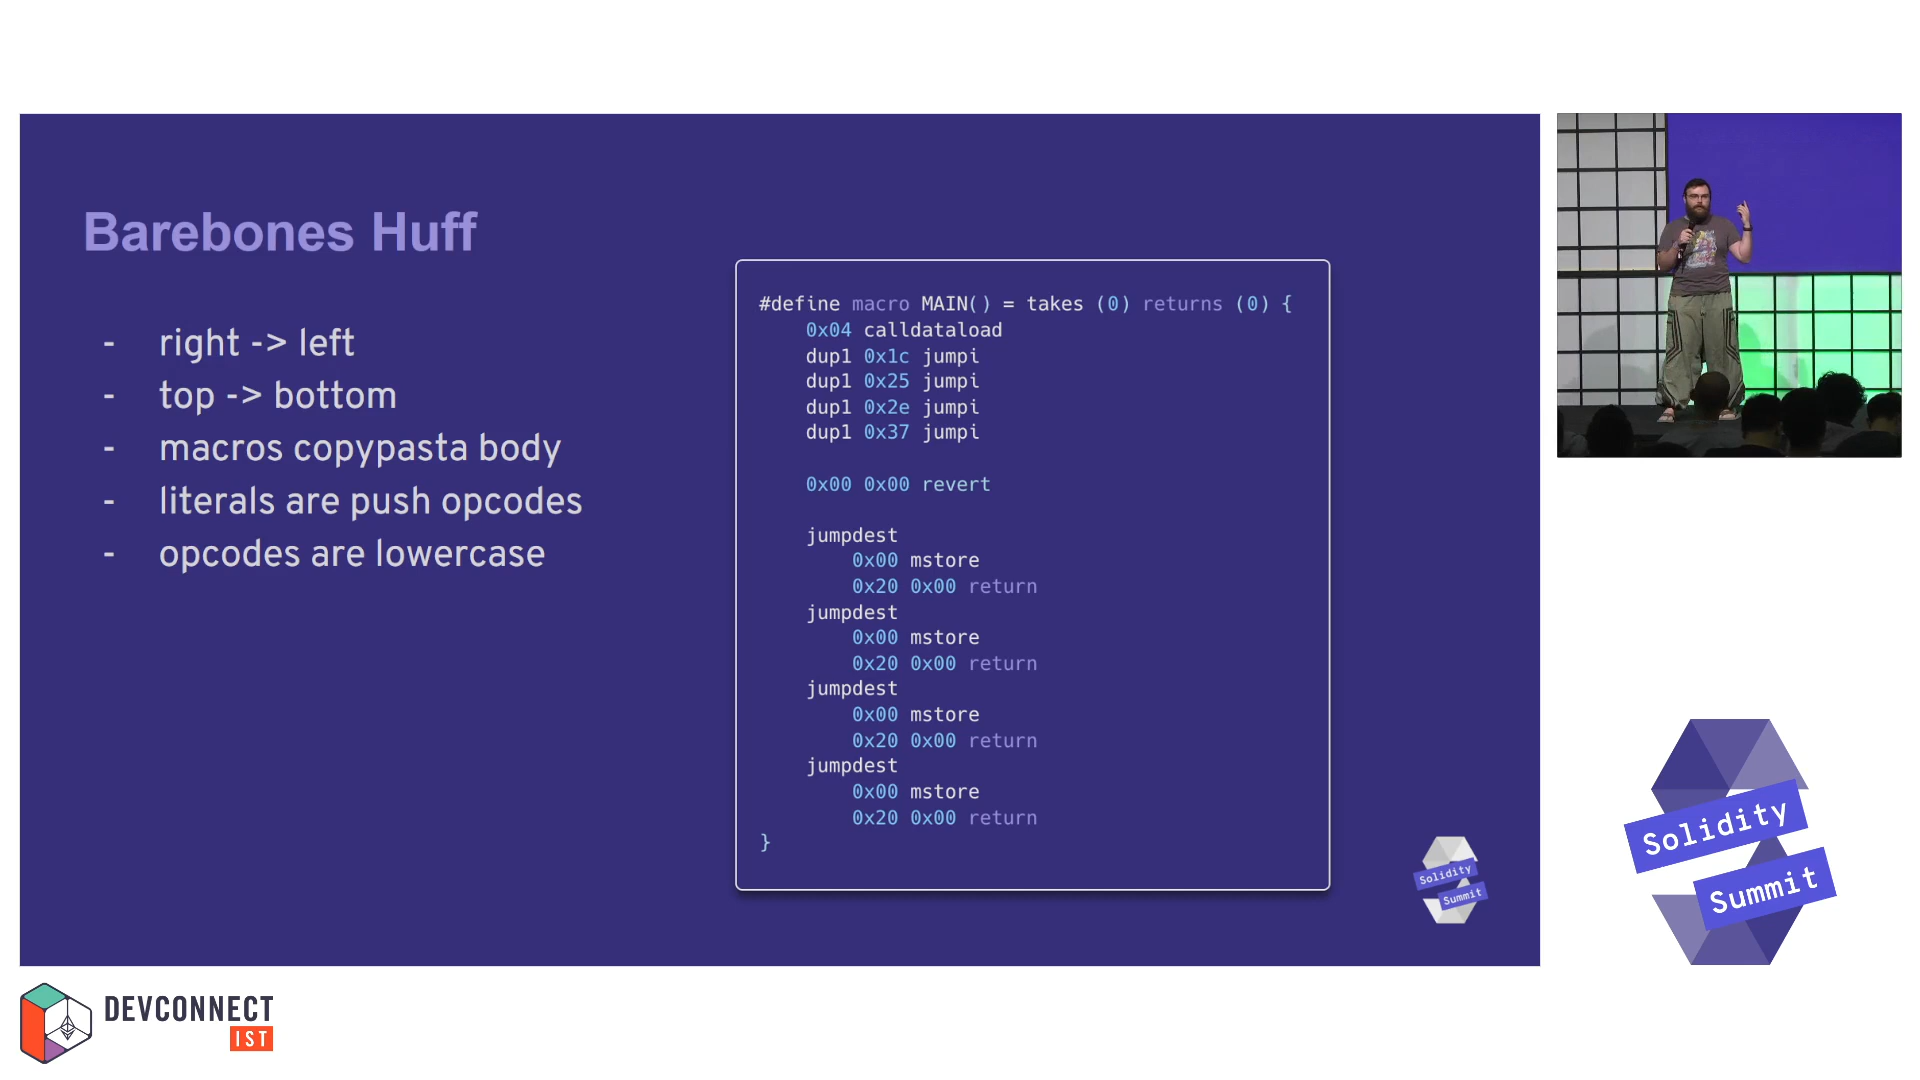 Barebones Huff
- right -> left
- top -> bottom
- macros copypasta body
- literals are push opcodes
- opcodes are lowercase
#define macro MAIN() = takes (0) returns (0) {
0x04 calldataload
dup1 0x1c jumpi
dup1 0x25 jumpi
dup1 0x2e jumpi
dup1 0x37 jumpi
0x00 0x00 revert
jumpdest
0x00 mstore
0x20 0x00 return
jumpdest
0x00 mstore
0x20 0x00 return
jumpdest
0x00 mstore
0x20 0x00 return
jumpdest
0x00 mstore
0x20 0x00 return
}
Solidity
Summit
Solidity
Summit
DEVCONNECT
IST